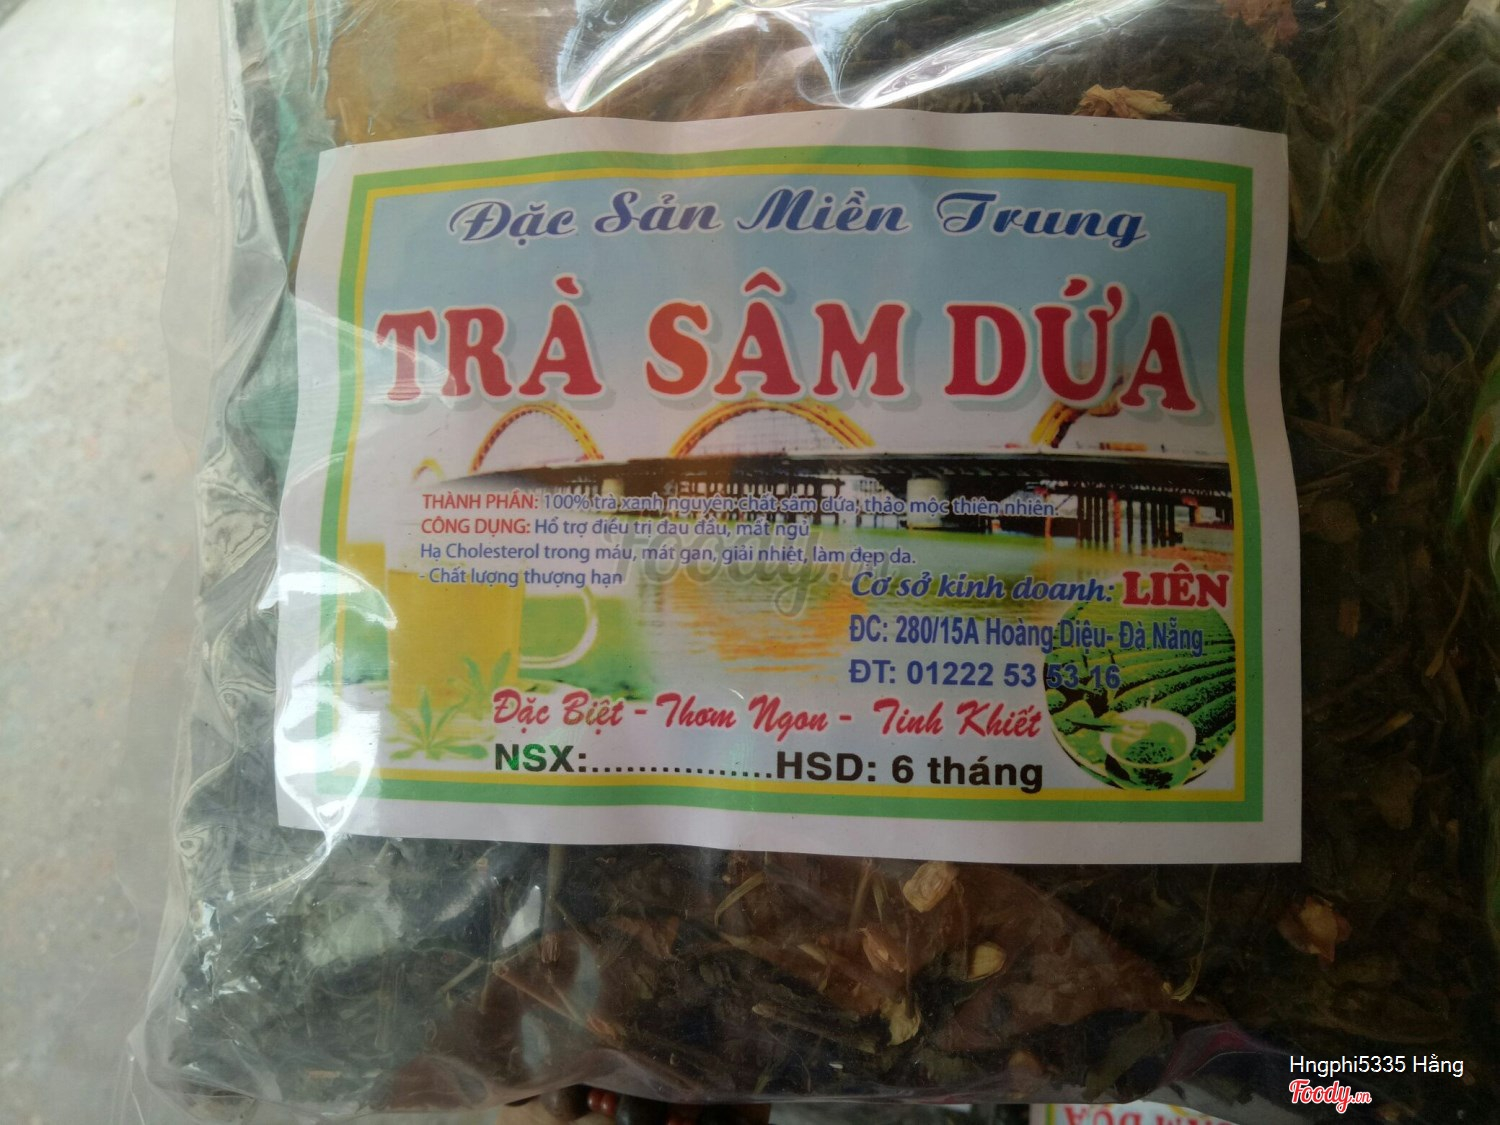 Đặc Sản Miền Trung
TRÀ SÂM DỨA
THÀNH PHẦN: 100% trà xanh nguyên chất sâm dứa, thảo mộc thiên nhiên.
CÔNG DỤNG: Hổ trợ điều trị đau đầu, mất ngủ
Hạ Cholesterol trong máu, mát gan, giải nhiệt, làm đẹp da.
- Chất lượng thượng hạn
Foody.vn
Cơ sở kinh doanh: LIÊN
ĐC: 280/15A Hoàng Diệu- Đà Nẵng
ĐT: 01222 53 53 16
Đặc Biệt - Thơm Ngon - Tinh Khiết
NSX:................HSD: 6 tháng
Hngphi5335 Hằng
Foody.vn